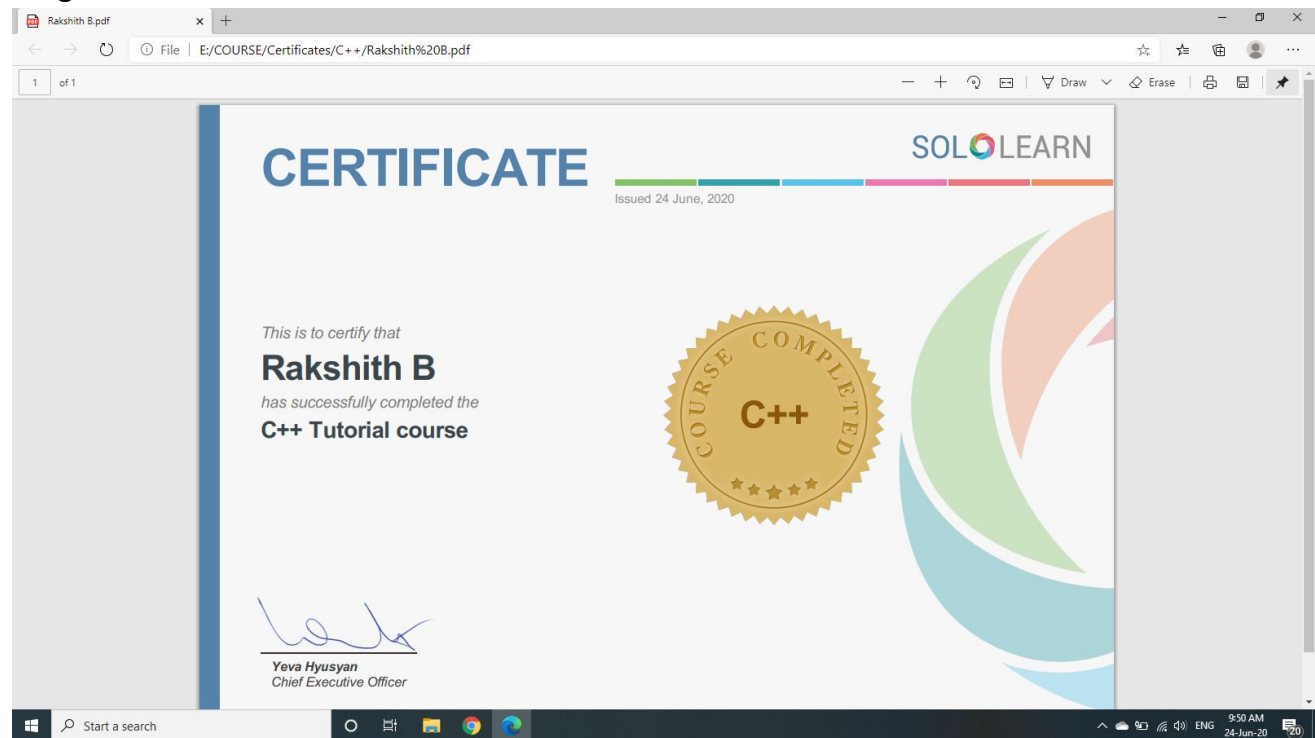 Rakshith B.pdf
File
E:/COURSE/Certificates/C++/Rakshith%20B.pdf
1 of 1
Draw
Erase
CERTIFICATE
SOLOLEARN
Issued 24 June, 2020
This is to certify that
Rakshith B
has successfully completed the
C++ Tutorial course
COURSE COMPLETED
C++
Yeva Hyusyan
Chief Executive Officer
Start a search
ENG
9:50 AM
24-Jun-20
20